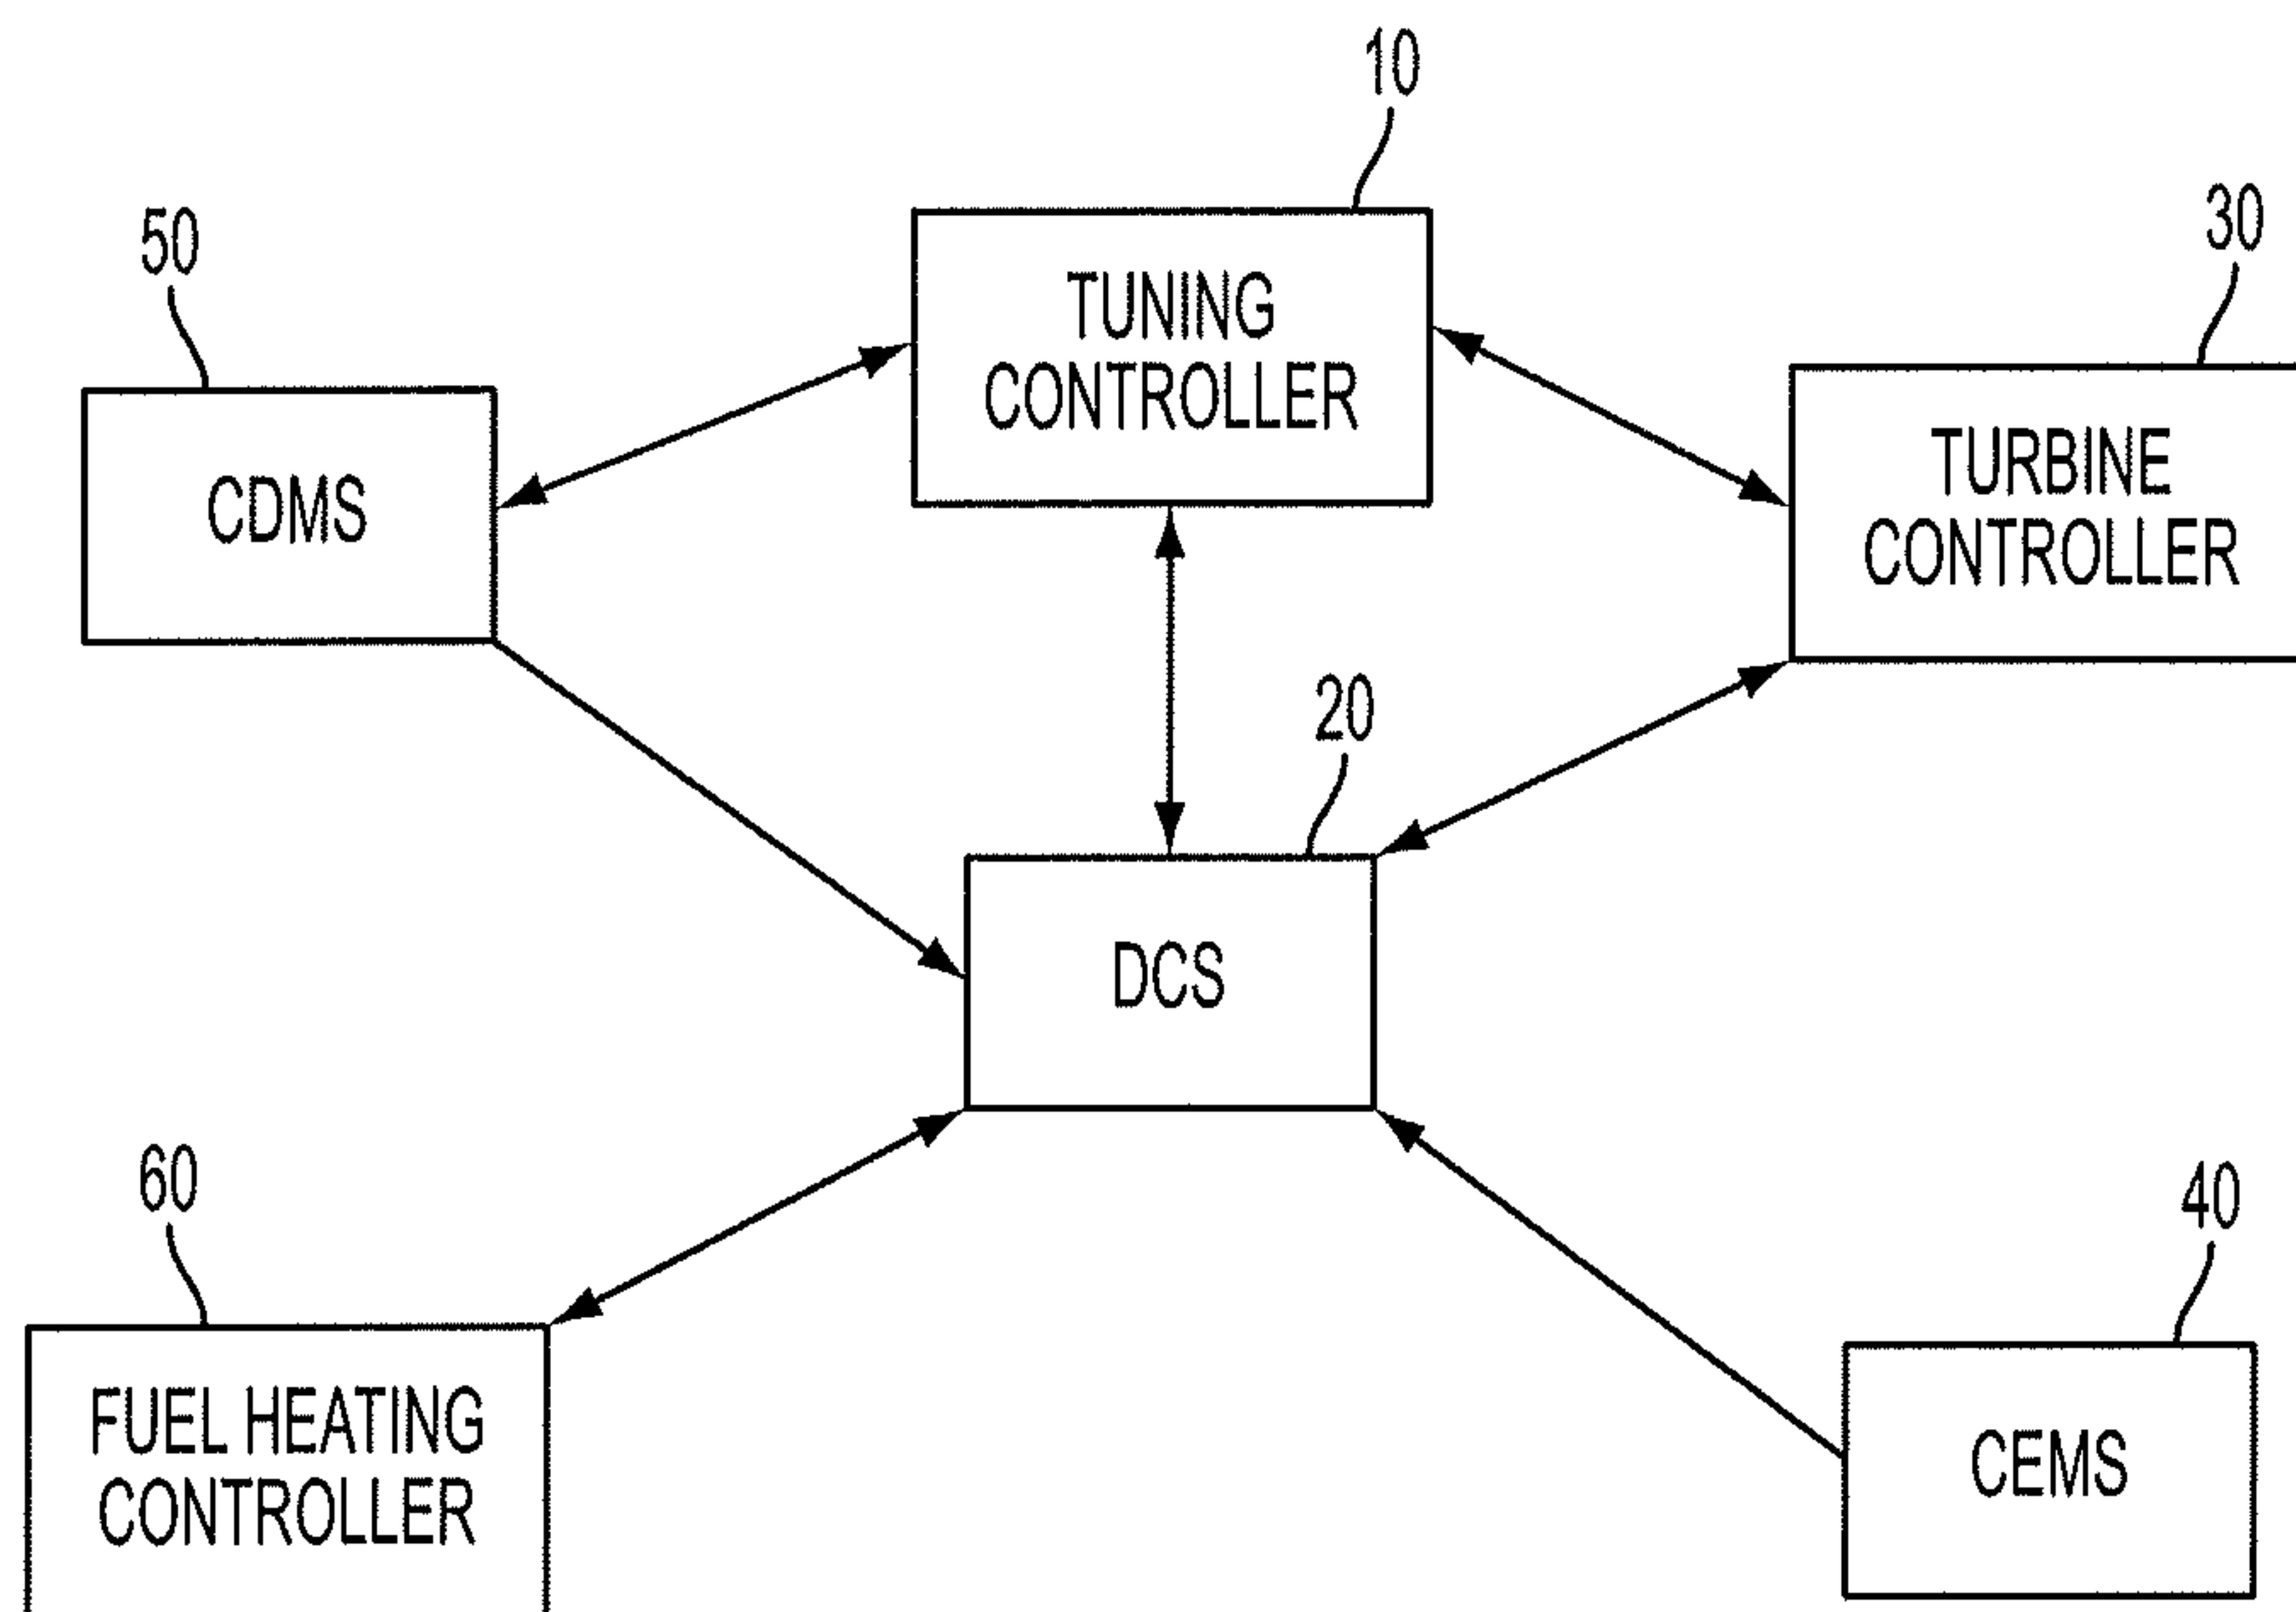 10
50
30
TUNING
CONTROLLER
TURBINE
CONTROLLER
CDMS
20
DCS
60
40
FUEL HEATING
CONTROLLER
CEMS